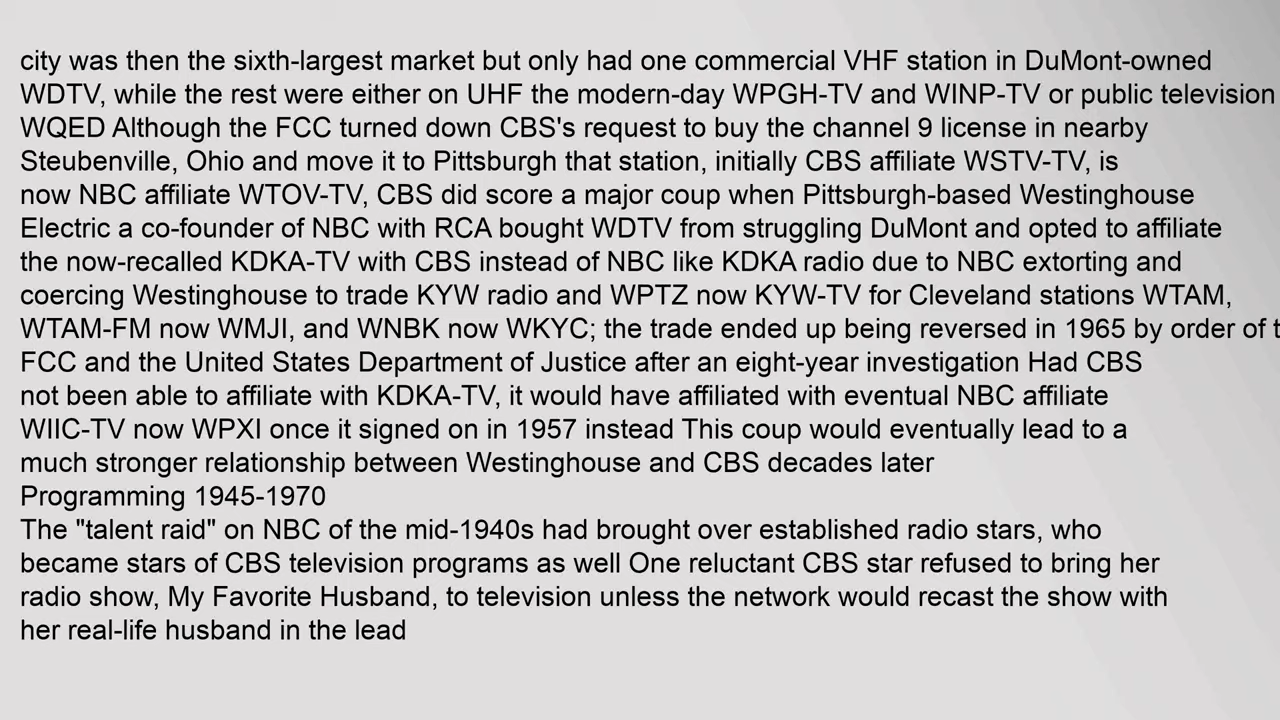 city was then the sixth-largest market but only had one commercial VHF station in DuMont-owned
WDTV, while the rest were either on UHF the modern-day WPGH-TV and WINP-TV or public television
WQED Although the FCC turned down CBS's request to buy the channel 9 license in nearby
Steubenville, Ohio and move it to Pittsburgh that station, initially CBS affiliate WSTV-TV, is
now NBC affiliate WTOV-TV, CBS did score a major coup when Pittsburgh-based Westinghouse
Electric a co-founder of NBC with RCA bought WDTV from struggling DuMont and opted to affiliate
the now-recalled KDKA-TV with CBS instead of NBC like KDKA radio due to NBC extorting and
coercing Westinghouse to trade KYW radio and WPTZ now KYW-TV for Cleveland stations WTAM,
WTAM-FM now WMJI, and WNBK now WKYC; the trade ended up being reversed in 1965 by order of
FCC and the United States Department of Justice after an eight-year investigation Had CBS
not been able to affiliate with KDKA-TV, it would have affiliated with eventual NBC affiliate
WIIC-TV now WPXI once it signed on in 1957 instead This coup would eventually lead to a
much stronger relationship between Westinghouse and CBS decades later
Programming 1945-1970
The "talent raid" on NBC of the mid-1940s had brought over established radio stars, who
became stars of CBS television programs as well One reluctant CBS star refused to bring her
radio show, My Favorite Husband, to television unless the network would recast the show with
her real-life husband in the lead